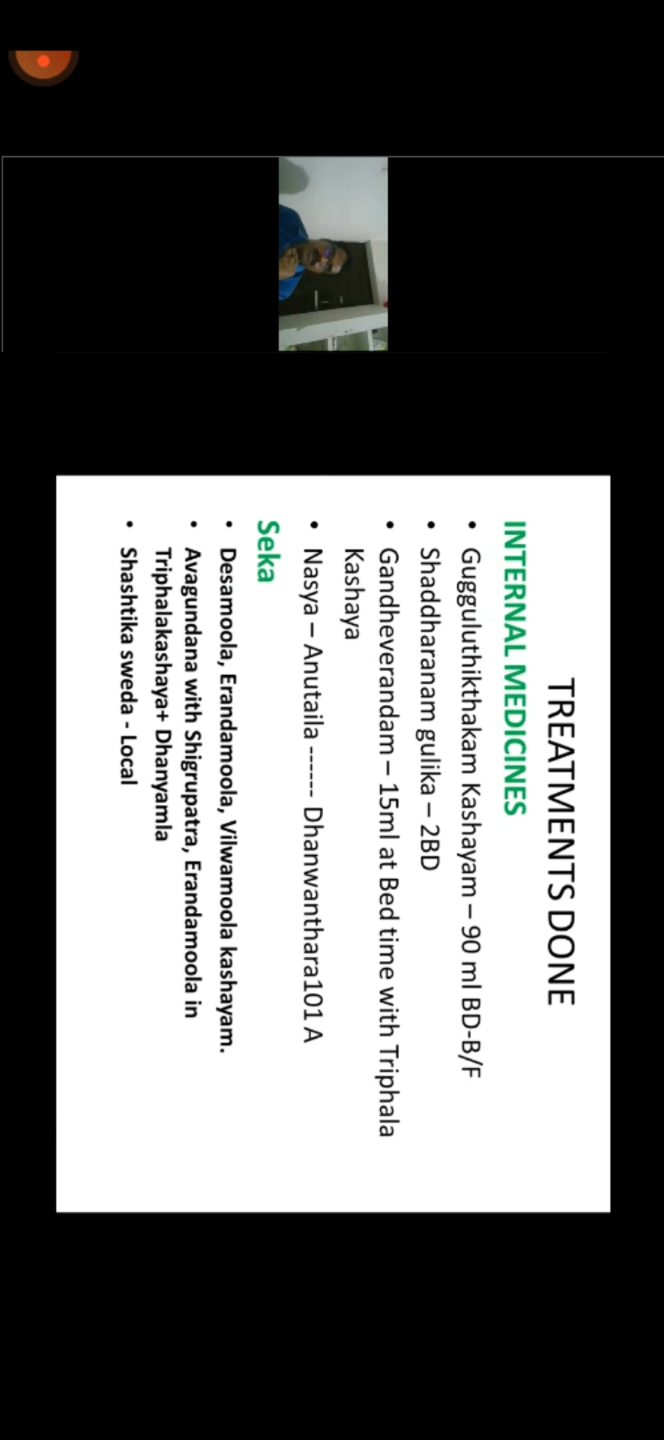 TREATMENTS DONE
INTERNAL MEDICINES
• Gugguluthikthakam Kashayam – 90 ml BD-B/F
• Shaddharanam gulika – 2BD
• Gandheverandam – 15ml at Bed time with Triphala
Kashaya
• Nasya – Anutaila ------ Dhanwanthara101 A
Seka
• Desamoola, Erandamoola, Vilwamoola kashayam.
• Avagundana with Shigrupatra, Erandamoola in
Triphalakashaya+ Dhanyamla
• Shashtika sweda - Local